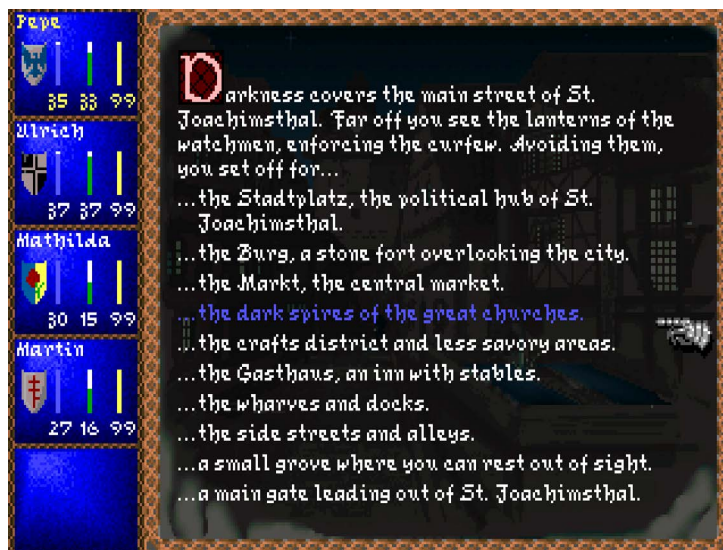 Pepe
35 33 99
Ulrich
37 37 99
Mathilda
30 15 99
Martin
27 16 99
Darkness covers the main street of St.
Joachimsthal. Far off you see the lanterns of the
watchmen, enforcing the curfew. Avoiding them,
you set off for...
...the Stadtplatz, the political hub of St.
Joachimsthal.
...the Burg, a stone fort overlooking the city.
...the Markt, the central market.
...the dark spires of the great churches.
...the crafts district and less savory areas.
...the Gasthaus, an inn with stables.
...the wharves and docks.
...the side streets and alleys.
...a small grove where you can rest out of sight.
...a main gate leading out of St. Joachimsthal.